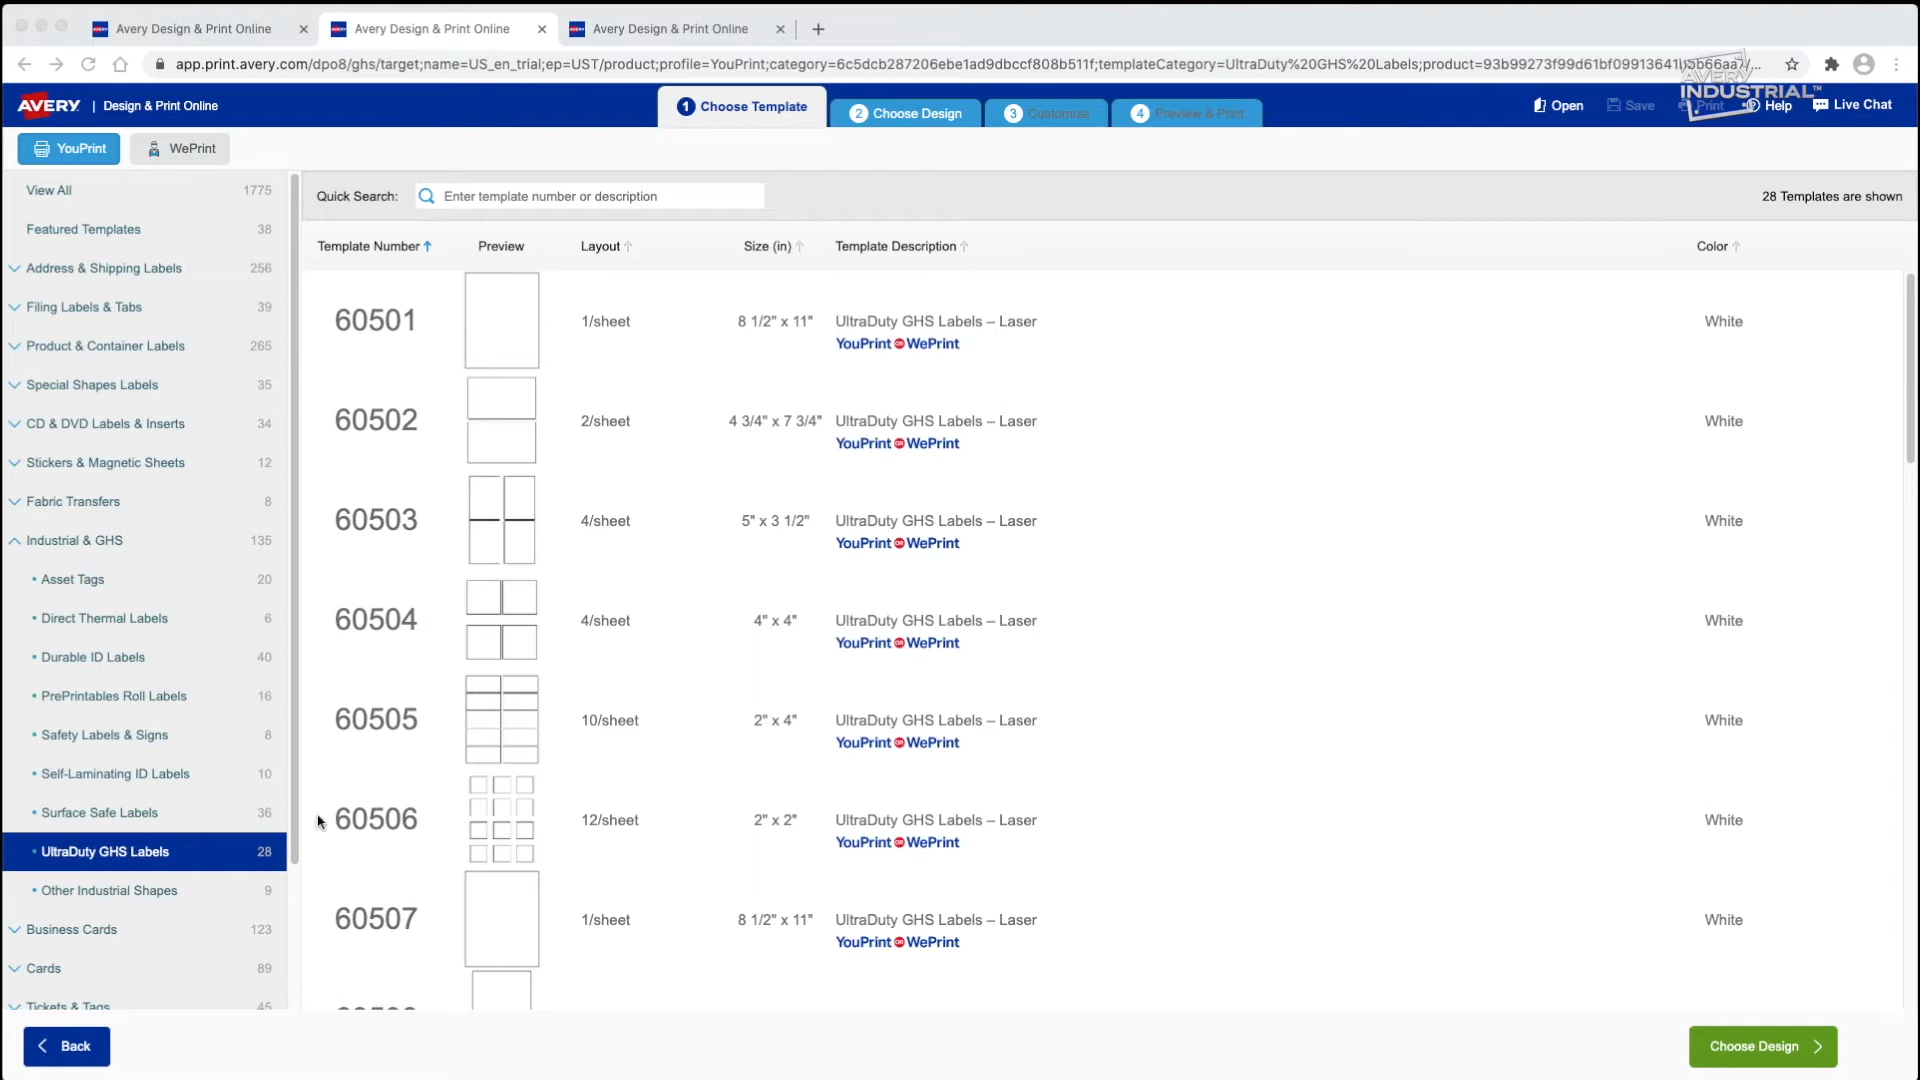 Avery Design & Print Online
Avery Design & Print Online
Avery Design & Print Online
app.print.avery.com/dpo8/ghs/target;name=US_en_trial;ep=UST/product;profile=YouPrint;category=6c5dcb287206ebe1ad9dbccf808b511f;templateCategory=UltraDuty%20GHS%20Labels;product=93b99273f99d61bf09913641
AVERY | Design & Print Online
1 Choose Template
2 Choose Design
3 Customize
4 Preview & Print
Open
Save
Print
Help
Live Chat
AVERY
INDUSTRIAL™
YouPrint
WePrint
View All 1775
Featured Templates 38
Address & Shipping Labels 256
Filing Labels & Tabs 39
Product & Container Labels 265
Special Shapes Labels 35
CD & DVD Labels & Inserts 34
Stickers & Magnetic Sheets 12
Fabric Transfers 8
Industrial & GHS 135
• Asset Tags 20
• Direct Thermal Labels 6
• Durable ID Labels 40
• PrePrintables Roll Labels 16
• Safety Labels & Signs 8
• Self-Laminating ID Labels 10
• Surface Safe Labels 36
• UltraDuty GHS Labels 28
• Other Industrial Shapes 9
Business Cards 123
Cards 89
Tickets & Tags 45
Quick Search: Enter template number or description
28 Templates are shown
Template Number Preview Layout Size (in) Template Description Color
60501 1/sheet 8 1/2" x 11" UltraDuty GHS Labels – Laser White
YouPrint OR WePrint
60502 2/sheet 4 3/4" x 7 3/4" UltraDuty GHS Labels – Laser White
YouPrint OR WePrint
60503 4/sheet 5" x 3 1/2" UltraDuty GHS Labels – Laser White
YouPrint OR WePrint
60504 4/sheet 4" x 4" UltraDuty GHS Labels – Laser White
YouPrint OR WePrint
60505 10/sheet 2" x 4" UltraDuty GHS Labels – Laser White
YouPrint OR WePrint
60506 12/sheet 2" x 2" UltraDuty GHS Labels – Laser White
YouPrint OR WePrint
60507 1/sheet 8 1/2" x 11" UltraDuty GHS Labels – Laser White
YouPrint OR WePrint
Back
Choose Design